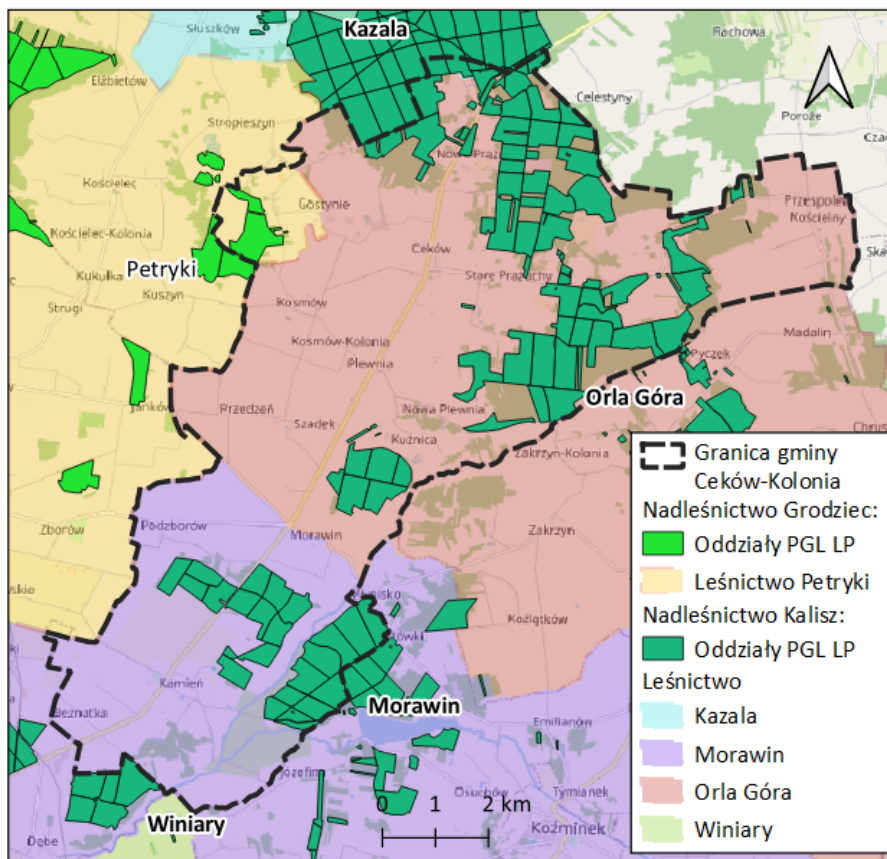 Kazala
Słuszków
Rachowa
Elżbietów
Celestyny
Poroże
Stropieszyn
Kościelec
Gostynie
Przespolew
Kościelny
Kościelec-Kolonia
Ceków
Petryki
Kukułka
Kuszyn
Stare Prażuchy
Strugi
Kosmów
Madalin
Kosmów-Kolonia
Plewnia
Pyczek
Orla Góra
Janków
Przedzeń
Nowa Plewnia
Szadek
Kuźnica
Zakrzyn-Kolonia
Zborów
Podzborów
Morawin
Zakrzyn
Koźlątków
Kamień
Beznatka
Morawin
Emilianów
Józefina
Osuchów
Tymianek
Winiary
Koźminek
Dębe
0 1 2 km
Granica gminy
Ceków-Kolonia
Nadleśnictwo Grodziec:
Oddziały PGL LP
Leśnictwo Petryki
Nadleśnictwo Kalisz:
Oddziały PGL LP
Leśnictwo
Kazala
Morawin
Orla Góra
Winiary